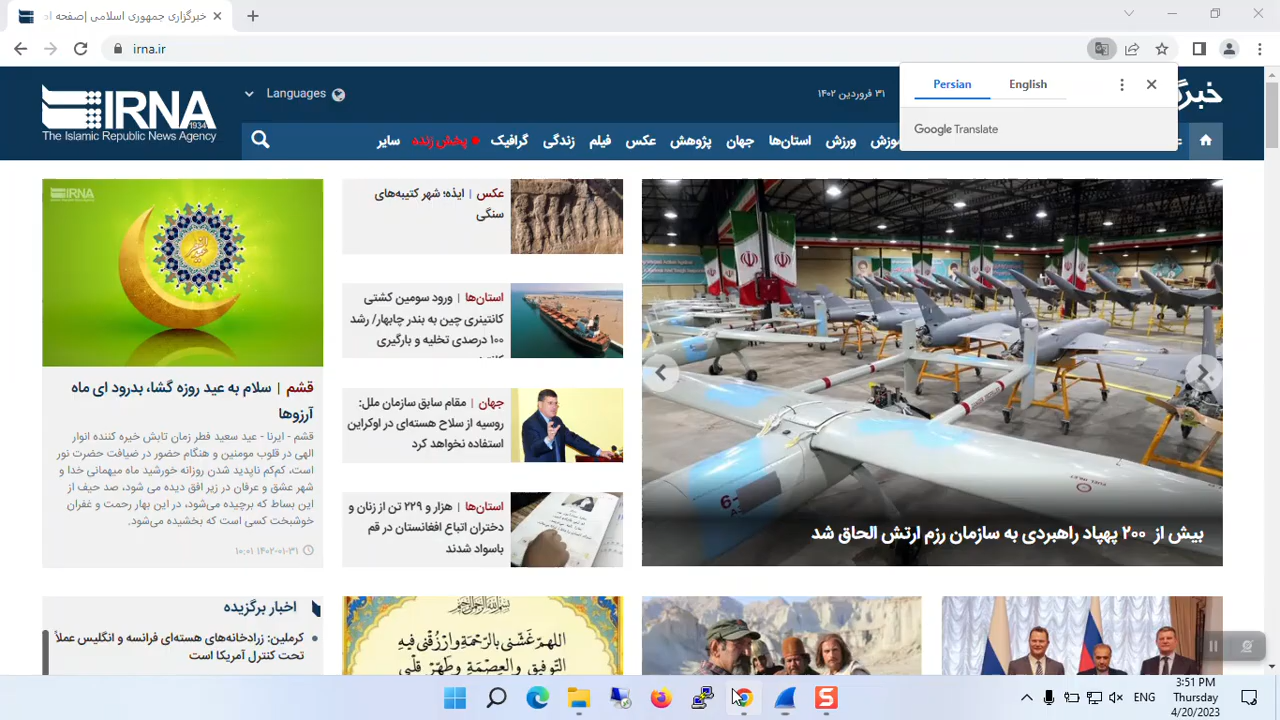 خبرگزاری جمهوری اسلامی |صفحه اد
irna.ir
Persian
English
Google Translate
IRNA
1934
The Islamic Republic News Agency
Languages
۳۱ فروردین ۱۴۰۲
استان‌ها
جهان
پژوهش
عکس
فیلم
زندگی
گرافیک
پخش زنده
سایر
ورزش
IRNA
قشم | سلام به عید روزه گشا، بدرود ای ماه
آرزوها
قشم - ایرنا - عید سعید فطر زمان تابش خیره کننده انوار
الهی در قلوب مومنین و هنگام حضور در ضیافت حضرت نور
است، کم‌کم ناپدید شدن روزانه خورشید ماه میهمانی خدا و
شهر عشق و عرفان در زیر افق دیده می شود، صد حیف از
این بساط که برچیده می‌شود، در این بهار رحمت و غفران
خوشبخت کسی است که بخشیده می‌شود.
۱۴۰۲-۰۱-۳۱ ۱۰:۰۱
عکس | ایذه؛ شهر کتیبه‌های
سنگی
استان‌ها | ورود سومین کشتی
کانتینری چین به بندر چابهار/ رشد
۱۰۰ درصدی تخلیه و بارگیری
جهان | مقام سابق سازمان ملل:
روسیه از سلاح هسته‌ای در اوکراین
استفاده نخواهد کرد
استان‌ها | هزار و ۲۲۹ تن از زنان و
دختران اتباع افغانستان در قم
باسواد شدند
بیش از ۲۰۰ پهپاد راهبردی به سازمان رزم ارتش الحاق شد
اخبار برگزیده
کرملین: زرادخانه‌های هسته‌ای فرانسه و انگلیس عملاً
تحت کنترل آمریکا است
اللهم غشنی بالرحمة وارزقنی فیه
التوفیق والعصمة وطهر قلبی
ENG
3:51 PM
Thursday
4/20/2023